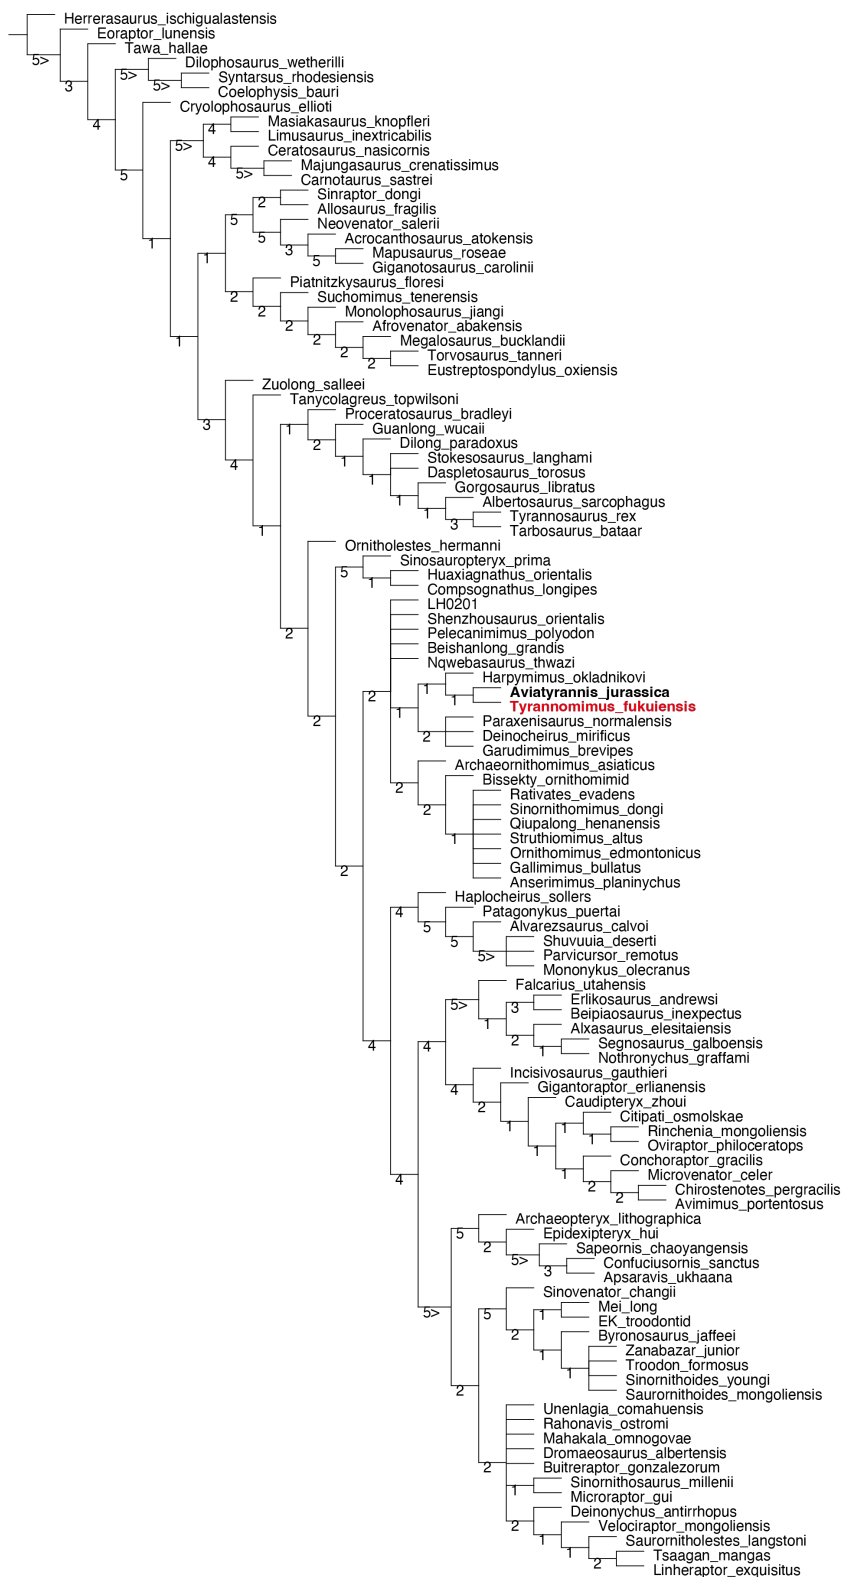 Herrerasaurus_ischigualastensis
Eoraptor_lunensis
5>
Tawa_hallae
3
Dilophosaurus_wetherilli
5>
Syntarsus_rhodesiensis
5>
Coelophysis_bauri
4
Cryolophosaurus_ellioti
Masiakasaurus_knopfleri
4
Limusaurus_inextricabilis
5>
Ceratosaurus_nasicornis
4
Majungasaurus_crenatissimus
5>
5
Carnotaurus_sastrei
Sinraptor_dongi
2
Allosaurus_fragilis
5
Neovenator_salerii
5
Acrocanthosaurus_atokensis
1
3
Mapusaurus_roseae
1
5
Giganotosaurus_carolinii
Piatnitzkysaurus_floresi
2
Suchomimus_tenerensis
2
Monolophosaurus_jiangi
2
Afrovenator_abakensis
2
1
Megalosaurus_bucklandii
2
Torvosaurus_tanneri
2
Eustreptospondylus_oxiensis
Zuolong_salleei
Tanycolagreus_topwilsoni
Proceratosaurus_bradleyi
3
1
Guanlong_wucaii
2
Dilong_paradoxus
1
Stokesosaurus_langhami
4
Daspletosaurus_torosus
1
Gorgosaurus_libratus
1
Albertosaurus_sarcophagus
1
Tyrannosaurus_rex
3
1
Tarbosaurus_bataar
Ornitholestes_hermanni
Sinosauropteryx_prima
5
Huaxiagnathus_orientalis
1
Compsognathus_longipes
LH0201
Shenzhousaurus_orientalis
2
Pelecanimimus_polyodon
Beishanlong_grandis
Nqwebasaurus_thwazi
Harpymimus_okladnikovi
1
Aviatyrannis_jurassica
2
1
Tyrannomimus_fukuiensis
1
2
Paraxenisaurus_normalensis
2
Deinocheirus_mirificus
Garudimimus_brevipes
Archaeornithomimus_asiaticus
2
Bissekty_ornithomimid
Rativates_evadens
2
Sinornithomimus_dongi
Qiupalong_henanensis
1
Struthiomimus_altus
Ornithomimus_edmontonicus
2
Gallimimus_bullatus
Anserimimus_planinychus
Haplocheirus_sollers
4
Patagonykus_puertai
5
Alvarezsaurus_calvoi
5
Shuvuuia_deserti
5>
Parvicursor_remotus
Mononykus_olecranus
Falcarius_utahensis
5>
3
Erlikosaurus_andrewsi
1
Beipiaosaurus_inexpectus
Alxasaurus_elesitaiensis
4
4
2
Segnosaurus_galboensis
1
Nothronychus_graffami
Incisivosaurus_gauthieri
4
Gigantoraptor_erlianensis
2
Caudipteryx_zhoui
1
Citipati_osmolskae
1
Rinchenia_mongoliensis
1
Oviraptor_philoceratops
1
Conchoraptor_gracilis
1
4
Microvenator_celer
2
Chirostenotes_pergracilis
2
Avimimus_portentosus
Archaeopteryx_lithographica
5
Epidexipteryx_hui
2
Sapeornis_chaoyangensis
5>
Confuciusornis_sanctus
3
Apsaravis_ukhaana
Sinovenator_changii
5>
5
Mei_long
1
EK_troodontid
2
Byronosaurus_jaffeei
1
Zanabazar_junior
1
Troodon_formosus
Sinornithoides_youngi
2
Saurornithoides_mongoliensis
Unenlagia_comahuensis
Rahonavis_ostromi
Mahakala_omnogovae
Dromaeosaurus_albertensis
2
Buitreraptor_gonzalezorum
Sinornithosaurus_millenii
1
Microraptor_gui
Deinonychus_antirrhopus
2
Velociraptor_mongoliensis
1
Saurornitholestes_langstoni
1
Tsaagan_mangas
2
Linheraptor_exquisitus